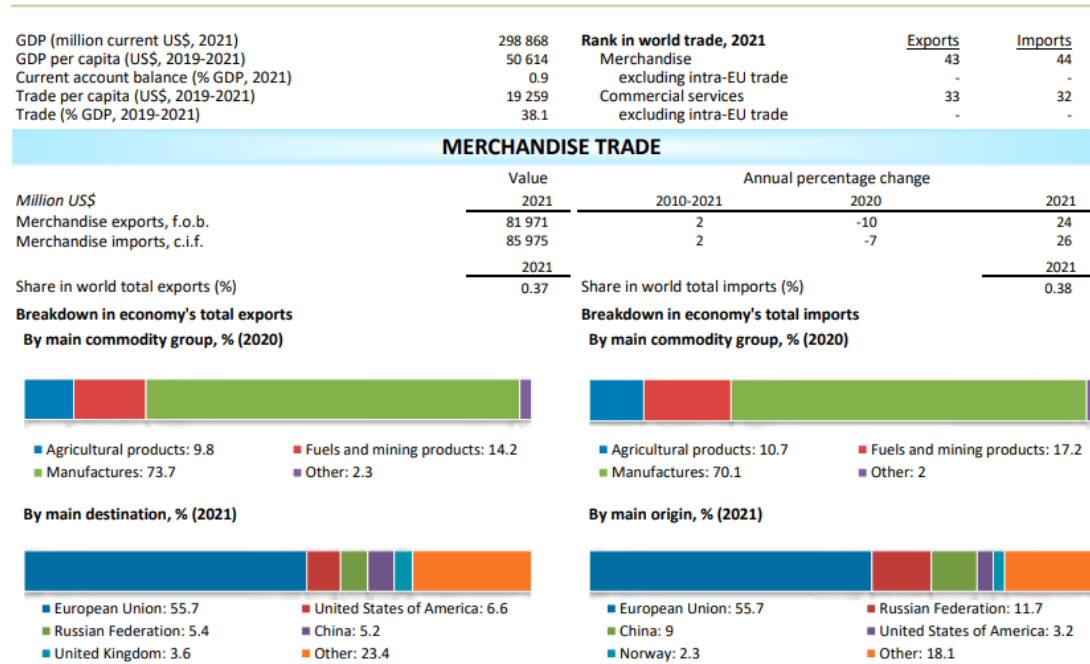 GDP (million current US$, 2021) 298 868 Rank in world trade, 2021 Exports Imports
GDP per capita (US$, 2019-2021) 50 614 Merchandise 43 44
Current account balance (% GDP, 2021) 0.9 excluding intra-EU trade - -
Trade per capita (US$, 2019-2021) 19 259 Commercial services 33 32
Trade (% GDP, 2019-2021) 38.1 excluding intra-EU trade - -
MERCHANDISE TRADE
Value Annual percentage change
Million US$ 2021 2010-2021 2020 2021
Merchandise exports, f.o.b. 81 971 2 -10 24
Merchandise imports, c.i.f. 85 975 2 -7 26
2021 2021
Share in world total exports (%) 0.37 Share in world total imports (%) 0.38
Breakdown in economy's total exports Breakdown in economy's total imports
By main commodity group, % (2020) By main commodity group, % (2020)
Agricultural products: 9.8 Fuels and mining products: 14.2 Agricultural products: 10.7 Fuels and mining products: 17.2
Manufactures: 73.7 Other: 2.3 Manufactures: 70.1 Other: 2
By main destination, % (2021) By main origin, % (2021)
European Union: 55.7 United States of America: 6.6 European Union: 55.7 Russian Federation: 11.7
Russian Federation: 5.4 China: 5.2 China: 9 United States of America: 3.2
United Kingdom: 3.6 Other: 23.4 Norway: 2.3 Other: 18.1